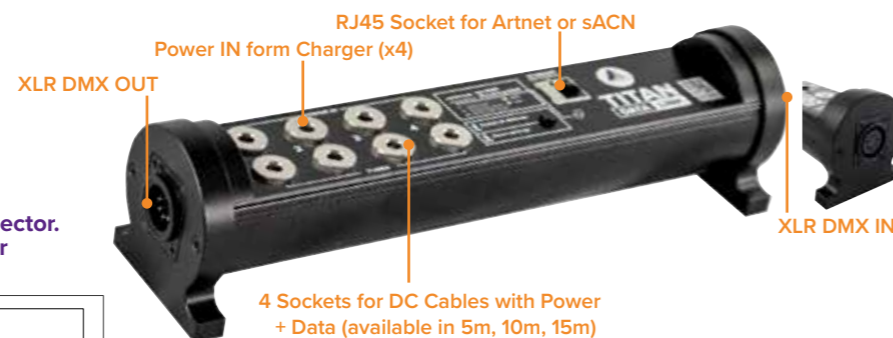 RJ45 Socket for Artnet or sACN
Power IN form Charger (x4)
XLR DMX OUT
TITAN
ector.
r
XLR DMX IN
4 Sockets for DC Cables with Power
+ Data (available in 5m, 10m, 15m)